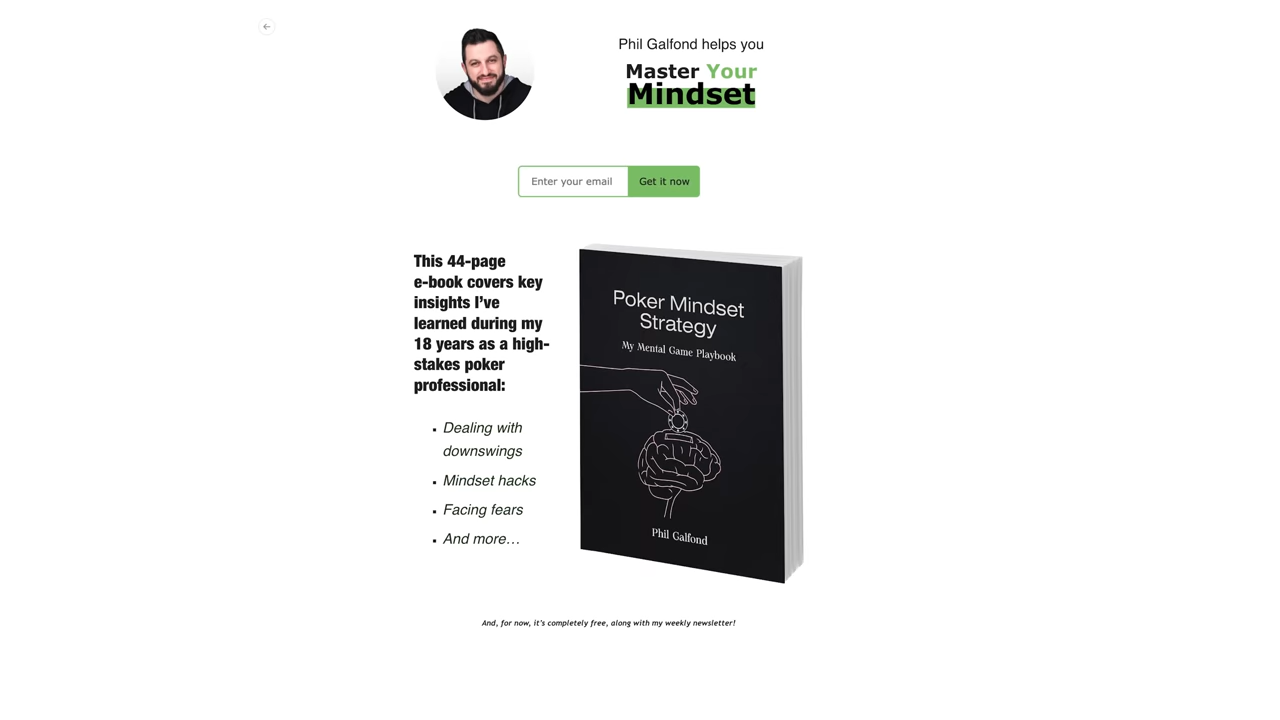 Phil Galfond helps you
Master Your
Mindset
Enter your email
Get it now
This 44-page
e-book covers key
insights I’ve
learned during my
18 years as a high-
stakes poker
professional:
Dealing with
downswings
Mindset hacks
Facing fears
And more…
Poker Mindset
Strategy
My Mental Game Playbook
Phil Galfond
And, for now, it’s completely free, along with my weekly newsletter!